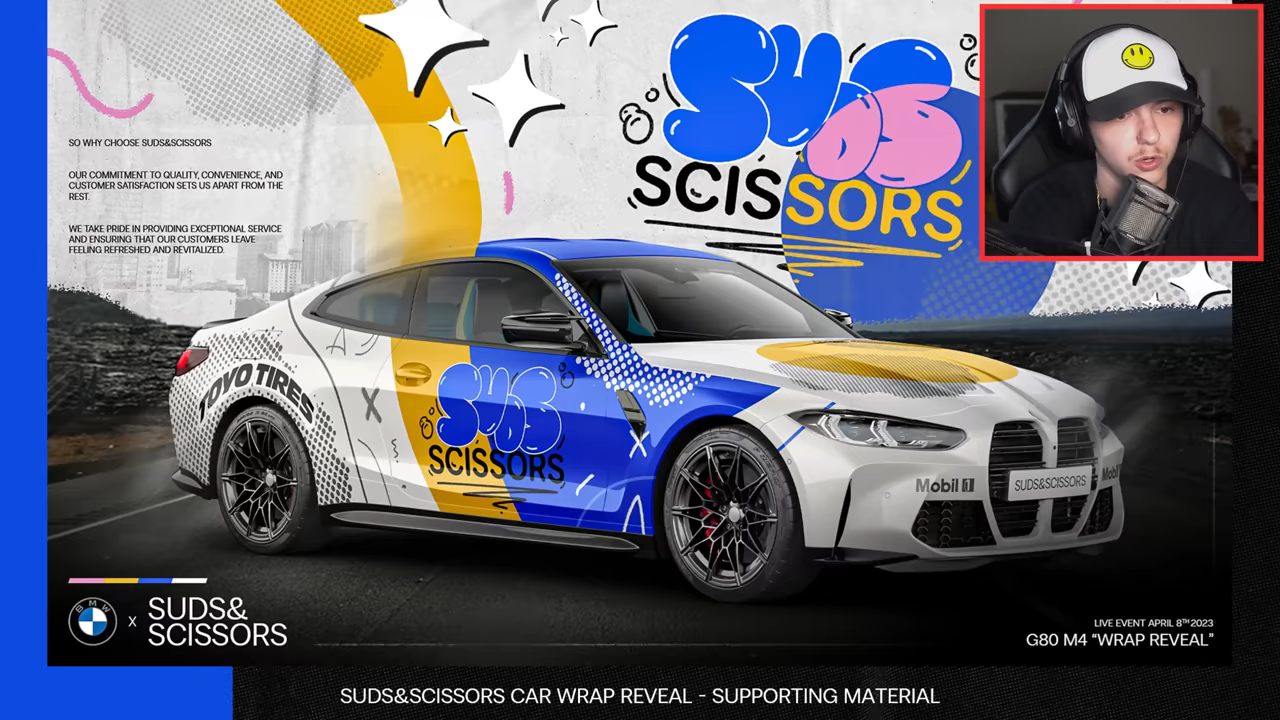 SUDS
SCISSORS
SO WHY CHOOSE SUDS&SCISSORS
OUR COMMITMENT TO QUALITY, CONVENIENCE, AND
CUSTOMER SATISFACTION SETS US APART FROM THE
REST.
WE TAKE PRIDE IN PROVIDING EXCEPTIONAL SERVICE
AND ENSURING THAT OUR CUSTOMERS LEAVE
FEELING REFRESHED AND REVITALIZED.
TOYO TIRES
SUDS
SCISSORS
Mobil 1
SUDS&SCISSORS
Mobil
BMW
X
SUDS&
SCISSORS
LIVE EVENT APRIL 8TH 2023
G80 M4 “WRAP REVEAL”
SUDS&SCISSORS CAR WRAP REVEAL - SUPPORTING MATERIAL